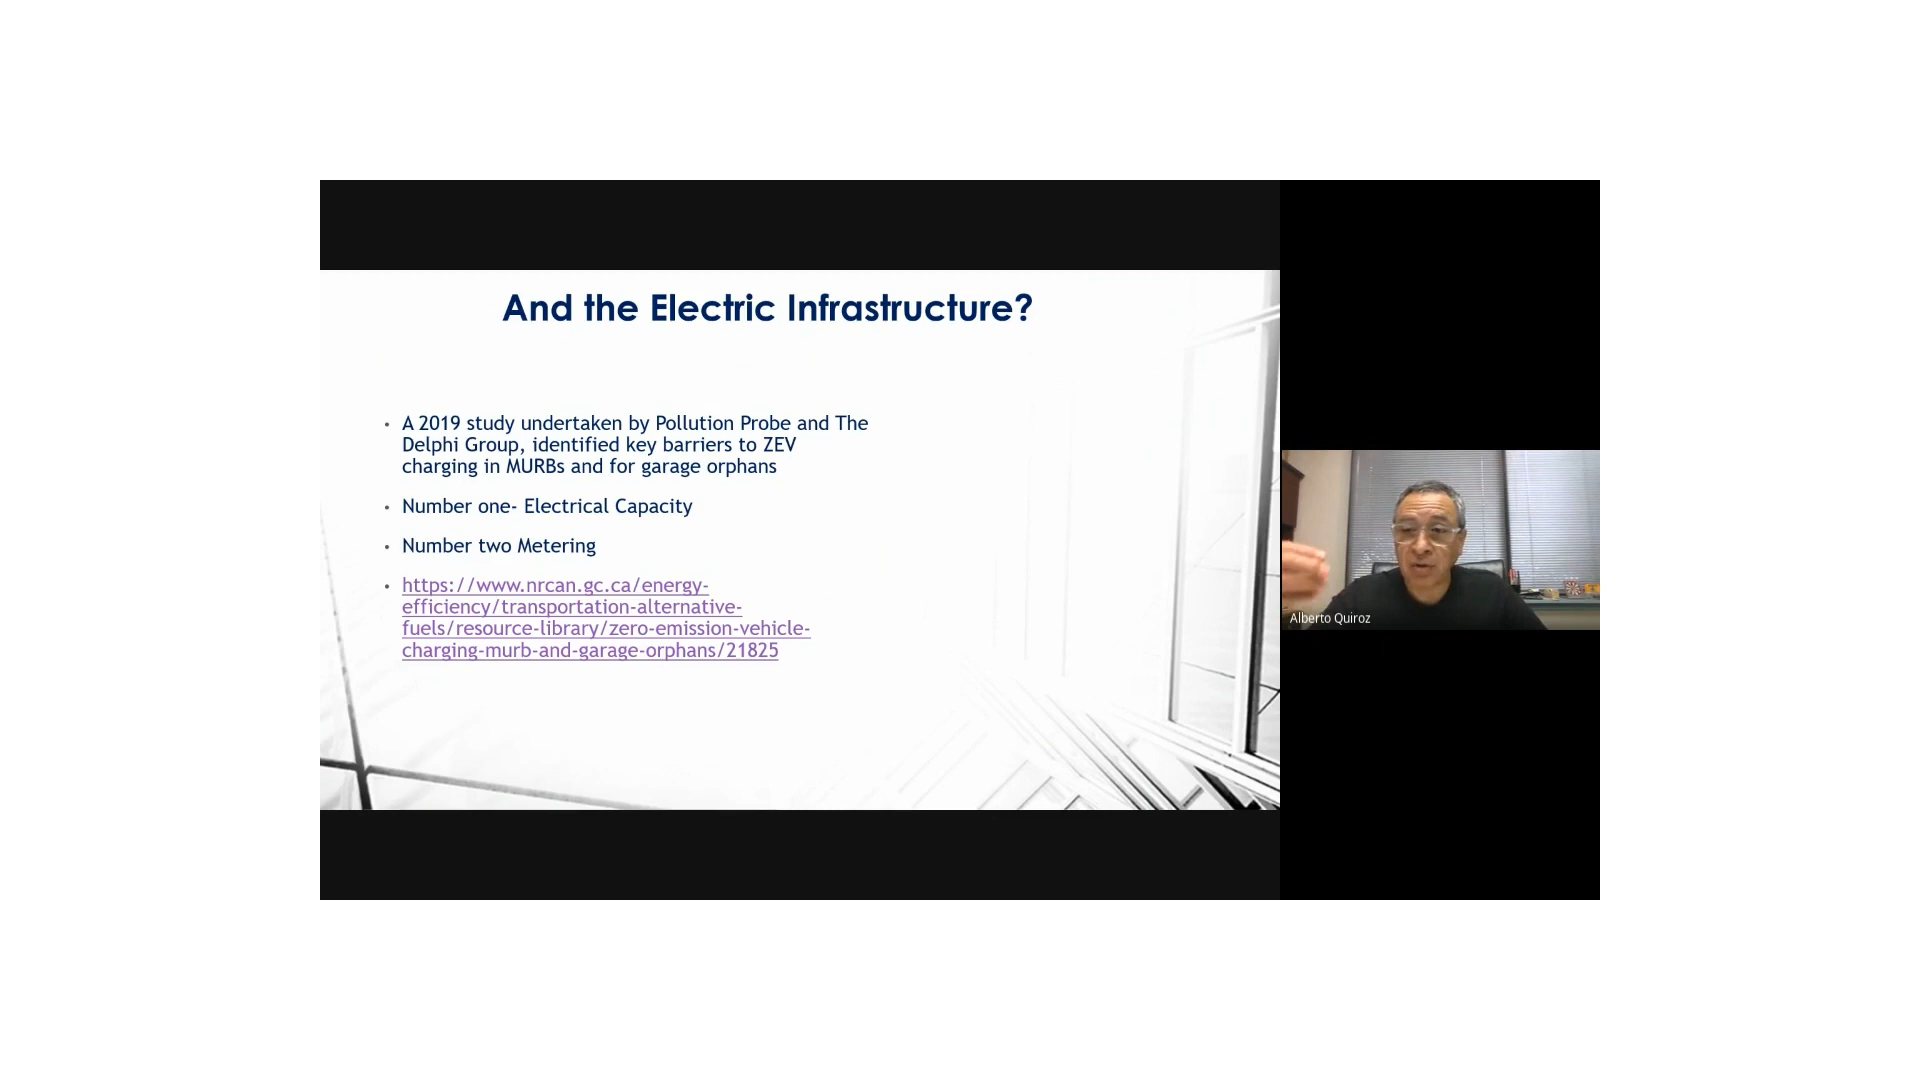 And the Electric Infrastructure?
• A 2019 study undertaken by Pollution Probe and The
Delphi Group, identified key barriers to ZEV
charging in MURBs and for garage orphans
• Number one- Electrical Capacity
• Number two Metering
• https://www.nrcan.gc.ca/energy-
efficiency/transportation-alternative-
fuels/resource-library/zero-emission-vehicle-
charging-murb-and-garage-orphans/21825
Alberto Quiroz